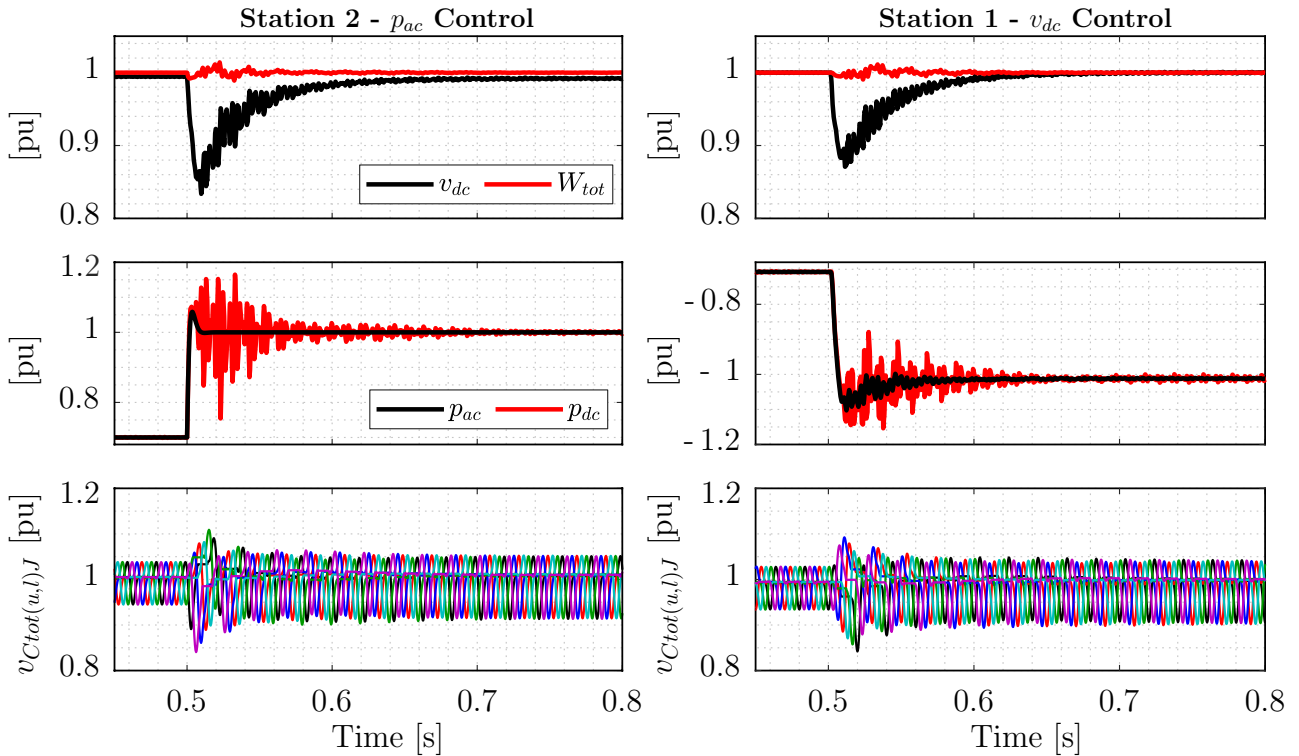 Station 2 - p_ac Control
1
0.9
0.8
[pu]
v_dc W_tot
1.2
1
0.8
[pu]
p_ac p_dc
1.2
1
0.8
v_Ctot(u,l)J [pu]
0.5 0.6 0.7 0.8
Time [s]
Station 1 - v_dc Control
1
0.9
0.8
[pu]
- 0.8
- 1
- 1.2
[pu]
1.2
1
0.8
v_Ctot(u,l)J [pu]
0.5 0.6 0.7 0.8
Time [s]